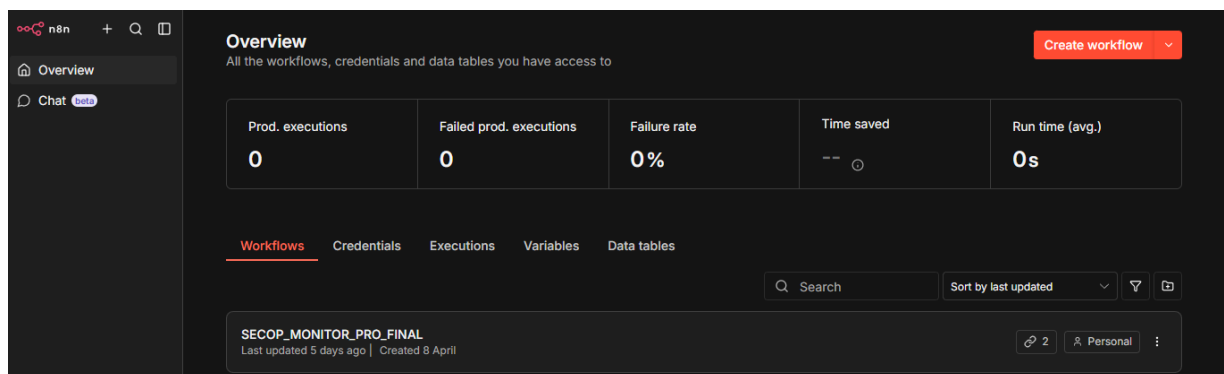 n8n
Overview
Chat beta
Overview
All the workflows, credentials and data tables you have access to
Create workflow
Prod. executions
0
Failed prod. executions
0
Failure rate
0%
Time saved
--
Run time (avg.)
0s
Workflows Credentials Executions Variables Data tables
Search
Sort by last updated
SECOP_MONITOR_PRO_FINAL
Last updated 5 days ago | Created 8 April
2
Personal